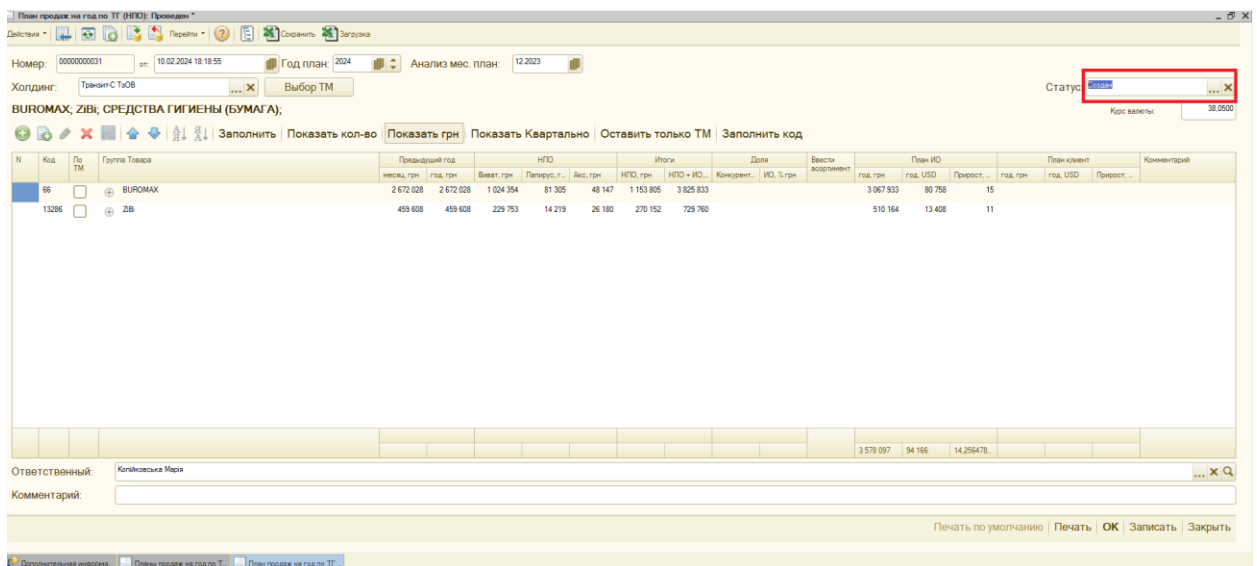 План продаж на год по ТГ (НПО): Проведен *
Действия Перейти Сохранить Загрузка
Номер: 00000000031 от: 10.02.2024 18:18:55 Год план: 2024 Анализ мес. план: 12.2023
Холдинг: Транзит-С ТзОВ ... X Выбор ТМ Статус: Создан ... X
BUROMAX; ZiBi; СРЕДСТВА ГИГИЕНЫ (БУМАГА); Курс валюты: 38,0500
Заполнить Показать кол-во Показать грн Показать Квартально Оставить только ТМ Заполнить код
N Код По ТМ Группа Товара Предыдущий год НПО Итоги Доля Ввести асортимент План ИО План клиент Комментарий
месяц, грн год, грн Виват, грн Папирус, г... Акс, грн НПО, грн НПО + ИО... Конкурент... ИО, % грн год, грн год, USD Прирост, ... год, грн год, USD Прирост, ...
66 BUROMAX 2 672 028 2 672 028 1 024 354 81 305 48 147 1 153 805 3 825 833 3 067 933 80 758 15
13286 ZiBi 459 608 459 608 229 753 14 219 26 180 270 152 729 760 510 164 13 408 11
3 578 097 94 166 14,256478...
Ответственный: Копійковська Марія
Комментарий:
Печать по умолчанию Печать ОК Записать Закрыть
Дополнительная информа... Планы продаж на год по Т... План продаж на год по ТГ...